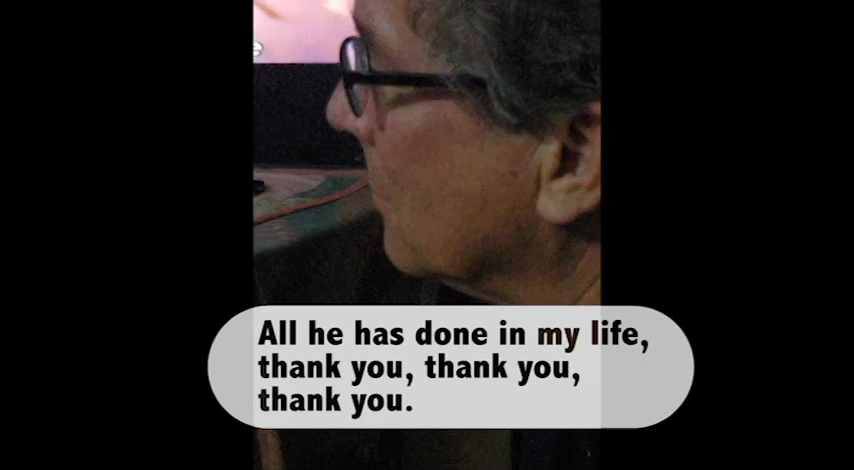 e
All he has done in my life,
thank you, thank you,
thank you.